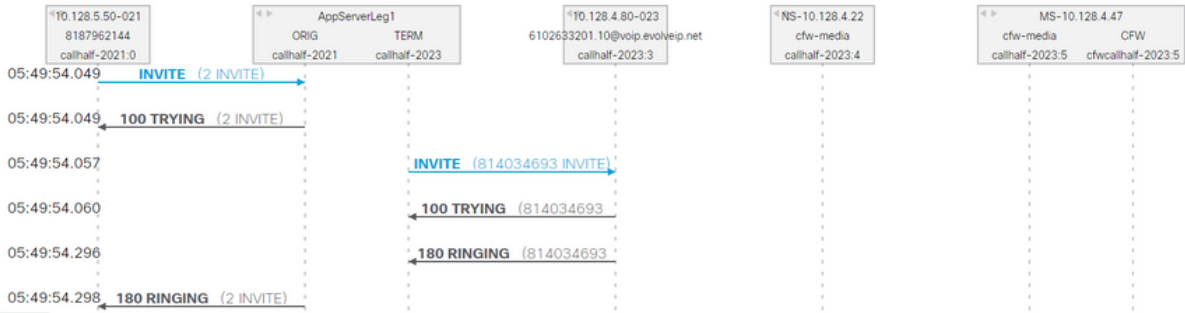 10.128.5.50-021
8187962144
callhalf-2021:0
AppServerLeg1
ORIG TERM
callhalf-2021 callhalf-2023
10.128.4.80-023
6102633201.10@voip.evolveip.net
callhalf-2023:3
NS-10.128.4.22
cfw-media
callhalf-2023:4
MS-10.128.4.47
cfw-media CFW
callhalf-2023:5 cfwcallhalf-2023:5
05:49:54.049 INVITE (2 INVITE)
05:49:54.049 100 TRYING (2 INVITE)
05:49:54.057 INVITE (814034693 INVITE)
05:49:54.060 100 TRYING (814034693
05:49:54.296 180 RINGING (814034693
05:49:54.298 180 RINGING (2 INVITE)